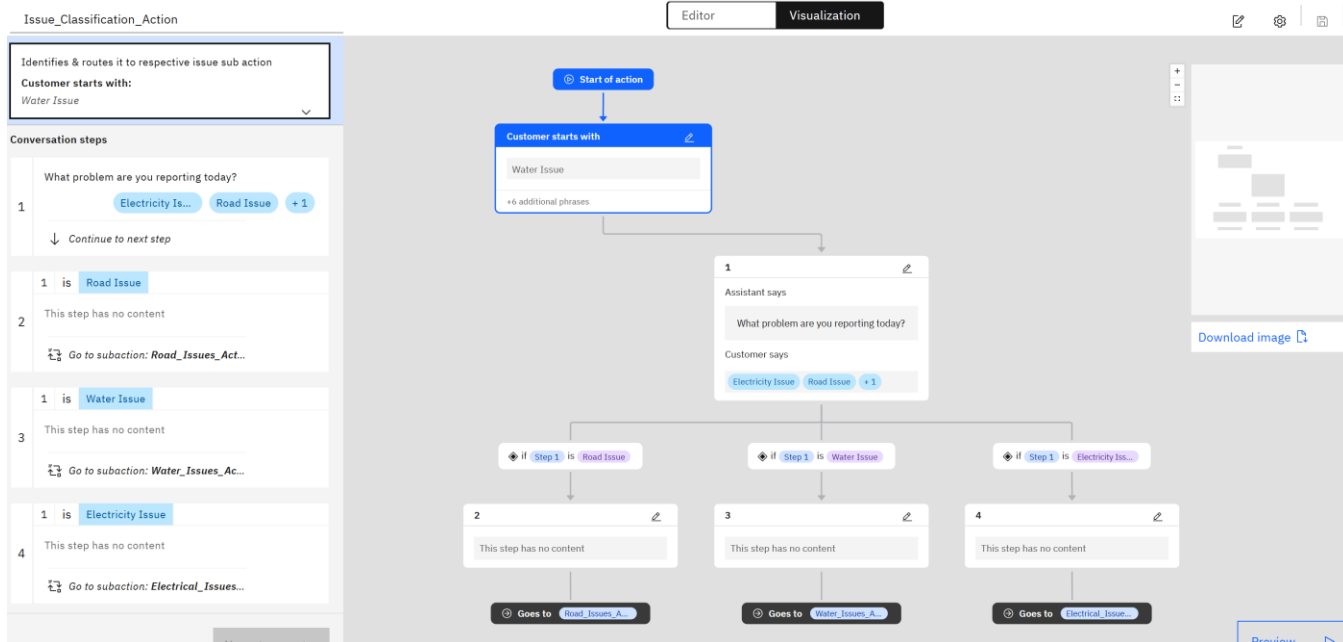 Issue_Classification_Action
Editor
Visualization
Identifies & routes it to respective issue sub action
Customer starts with:
Water Issue
Conversation steps
1
What problem are you reporting today?
Electricity Is... Road Issue + 1
Continue to next step
2
1 is Road Issue
This step has no content
Go to subaction: Road_Issues_Act...
3
1 is Water Issue
This step has no content
Go to subaction: Water_Issues_Ac...
4
1 is Electricity Issue
This step has no content
Go to subaction: Electrical_Issues...
Start of action
Customer starts with
Water Issue
+6 additional phrases
1
Assistant says
What problem are you reporting today?
Customer says
Electricity Issue Road Issue + 1
if Step 1 is Road Issue
if Step 1 is Water Issue
if Step 1 is Electricity Iss...
2
This step has no content
Goes to Road_Issues_A...
3
This step has no content
Goes to Water_Issues_A...
4
This step has no content
Goes to Electrical_Issue...
+
−
Download image
Preview